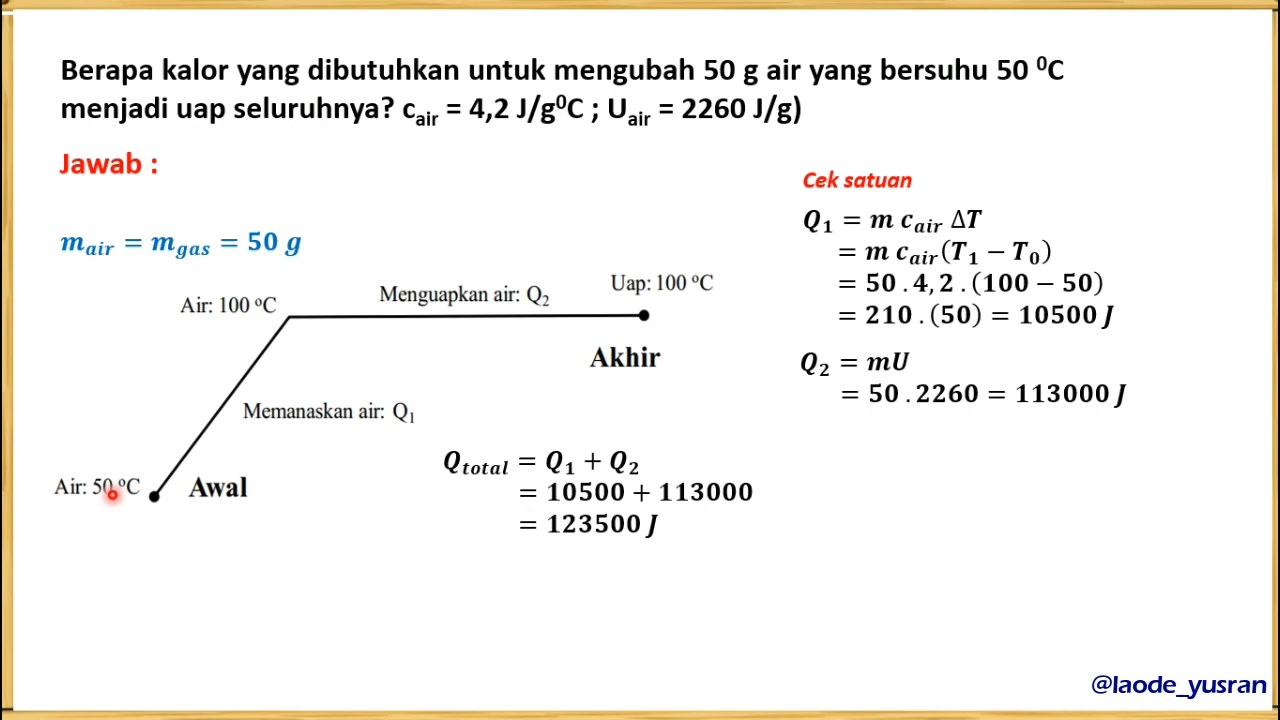 Berapa kalor yang dibutuhkan untuk mengubah 50 g air yang bersuhu 50 ⁰C
menjadi uap seluruhnya? c_air = 4,2 J/g⁰C ; U_air = 2260 J/g)
Jawab :
m_air = m_gas = 50 g
Air: 100 ᵒC
Menguapkan air: Q₂
Uap: 100 ᵒC
Akhir
Memanaskan air: Q₁
Air: 50 ᵒC
Awal
Q_total = Q₁ + Q₂
= 10500 + 113000
= 123500 J
Cek satuan
Q₁ = m c_air ΔT
= m c_air (T₁ − T₀)
= 50 . 4, 2 . (100 − 50)
= 210 . (50) = 10500 J
Q₂ = mU
= 50 . 2260 = 113000 J
@laode_yusran